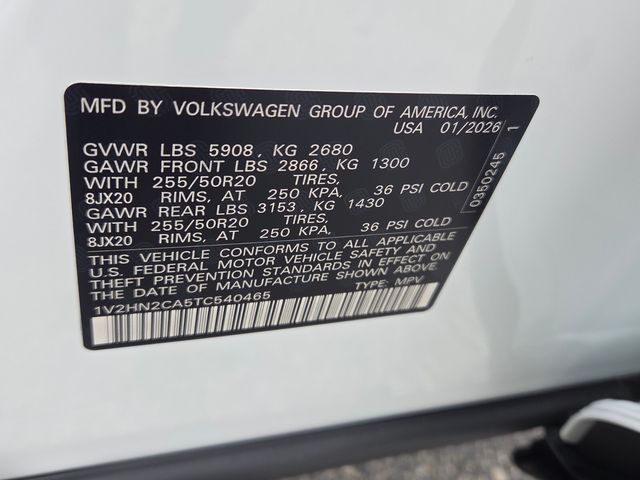 MFD BY VOLKSWAGEN GROUP OF AMERICA, INC.
USA 01/2026
GVWR LBS 5908, KG 2680
GAWR FRONT LBS 2866, KG 1300
WITH 255/50R20 TIRES,
8JX20 RIMS, AT 250 KPA, 36 PSI COLD
GAWR REAR LBS 3153, KG 1430
WITH 255/50R20 TIRES,
8JX20 RIMS, AT 250 KPA, 36 PSI COLD
THIS VEHICLE CONFORMS TO ALL APPLICABLE
U.S. FEDERAL MOTOR VEHICLE SAFETY AND
THEFT PREVENTION STANDARDS IN EFFECT ON
THE DATE OF MANUFACTURE SHOWN ABOVE.
1V2HN2CA5TC540465 TYPE: MPV
0350245 1